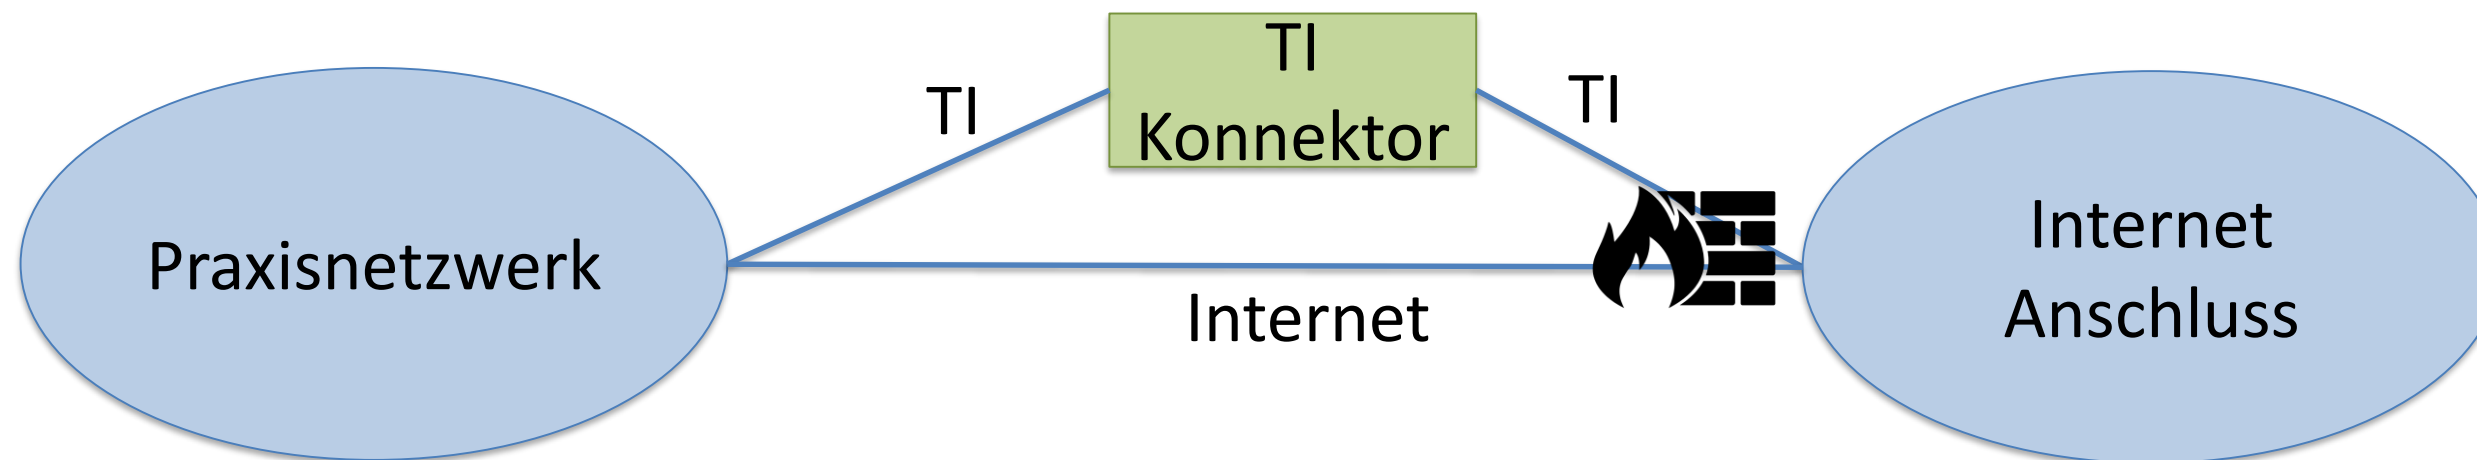 Praxisnetzwerk
TI
TI
Konnektor
TI
Internet
Internet
Anschluss